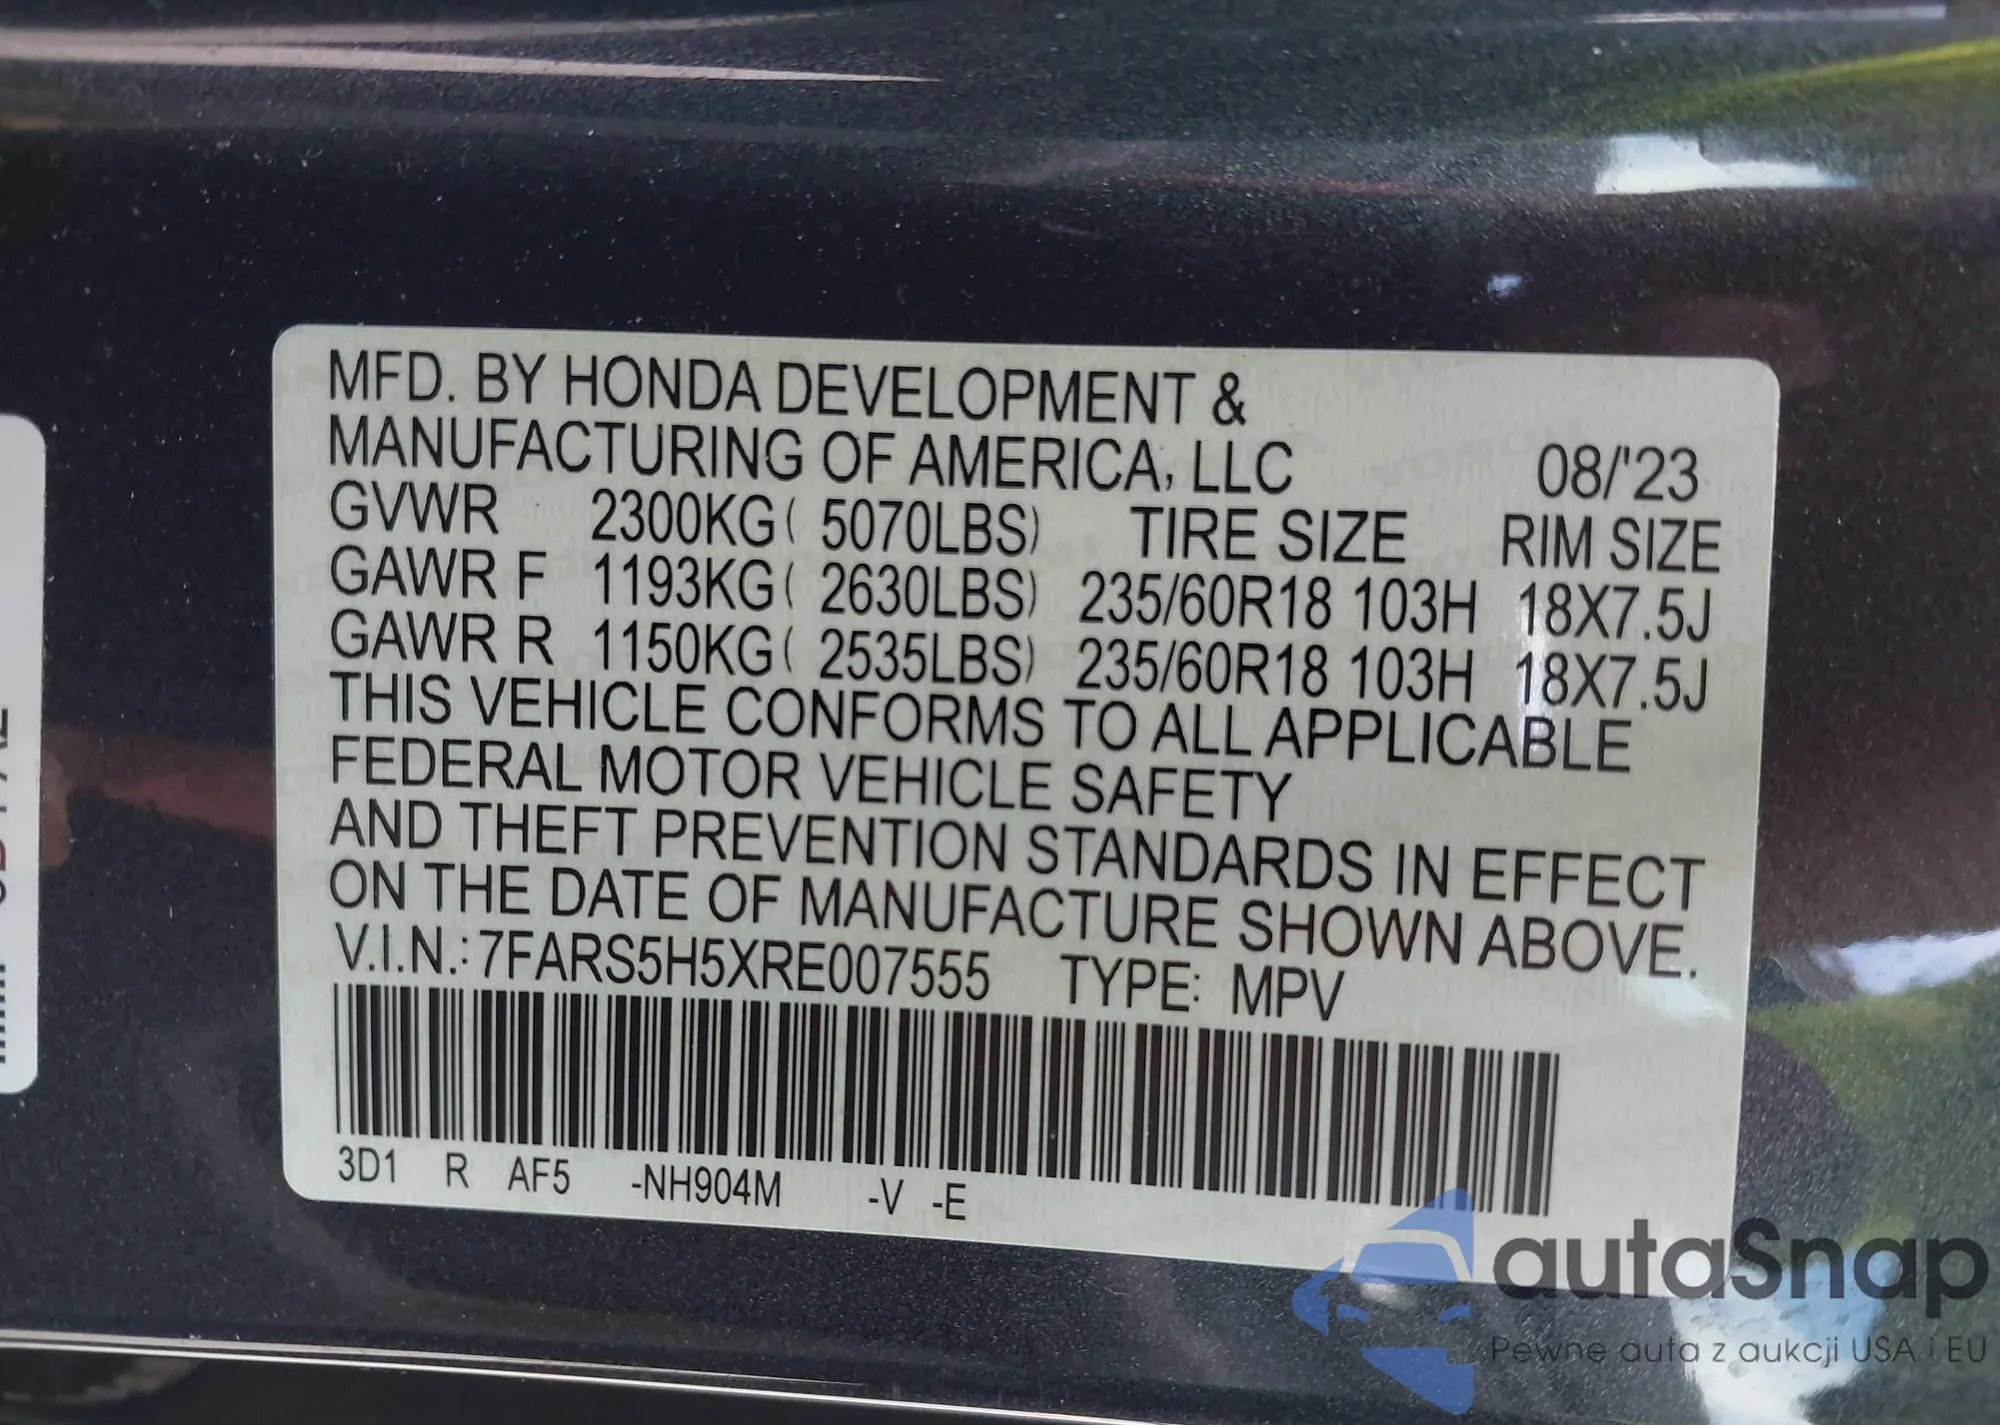 MFD. BY HONDA DEVELOPMENT &
MANUFACTURING OF AMERICA, LLC 08/'23
GVWR 2300KG( 5070LBS) TIRE SIZE RIM SIZE
GAWR F 1193KG( 2630LBS) 235/60R18 103H 18X7.5J
GAWR R 1150KG( 2535LBS) 235/60R18 103H 18X7.5J
THIS VEHICLE CONFORMS TO ALL APPLICABLE
FEDERAL MOTOR VEHICLE SAFETY
AND THEFT PREVENTION STANDARDS IN EFFECT
ON THE DATE OF MANUFACTURE SHOWN ABOVE.
V.I.N.: 7FARS5H5XRE007555 TYPE: MPV
3D1 R AF5 -NH904M -V -E
autaSnap
Pewne auta z aukcji USA i EU